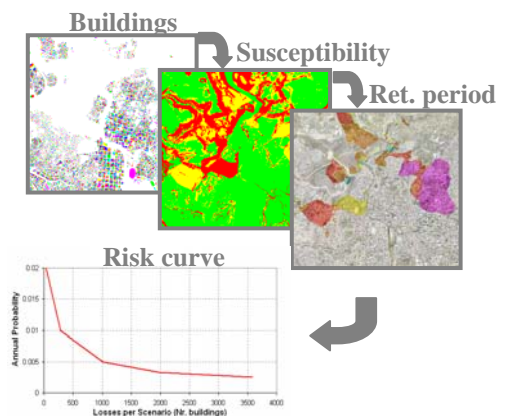 Buildings
Susceptibility
Ret. period
Risk curve
Annual Probability
0.02
0.015
0.01
0.005
0
0 500 1000 1500 2000 2500 3000 3500 4000
Losses per Scenario (Nr. buildings)